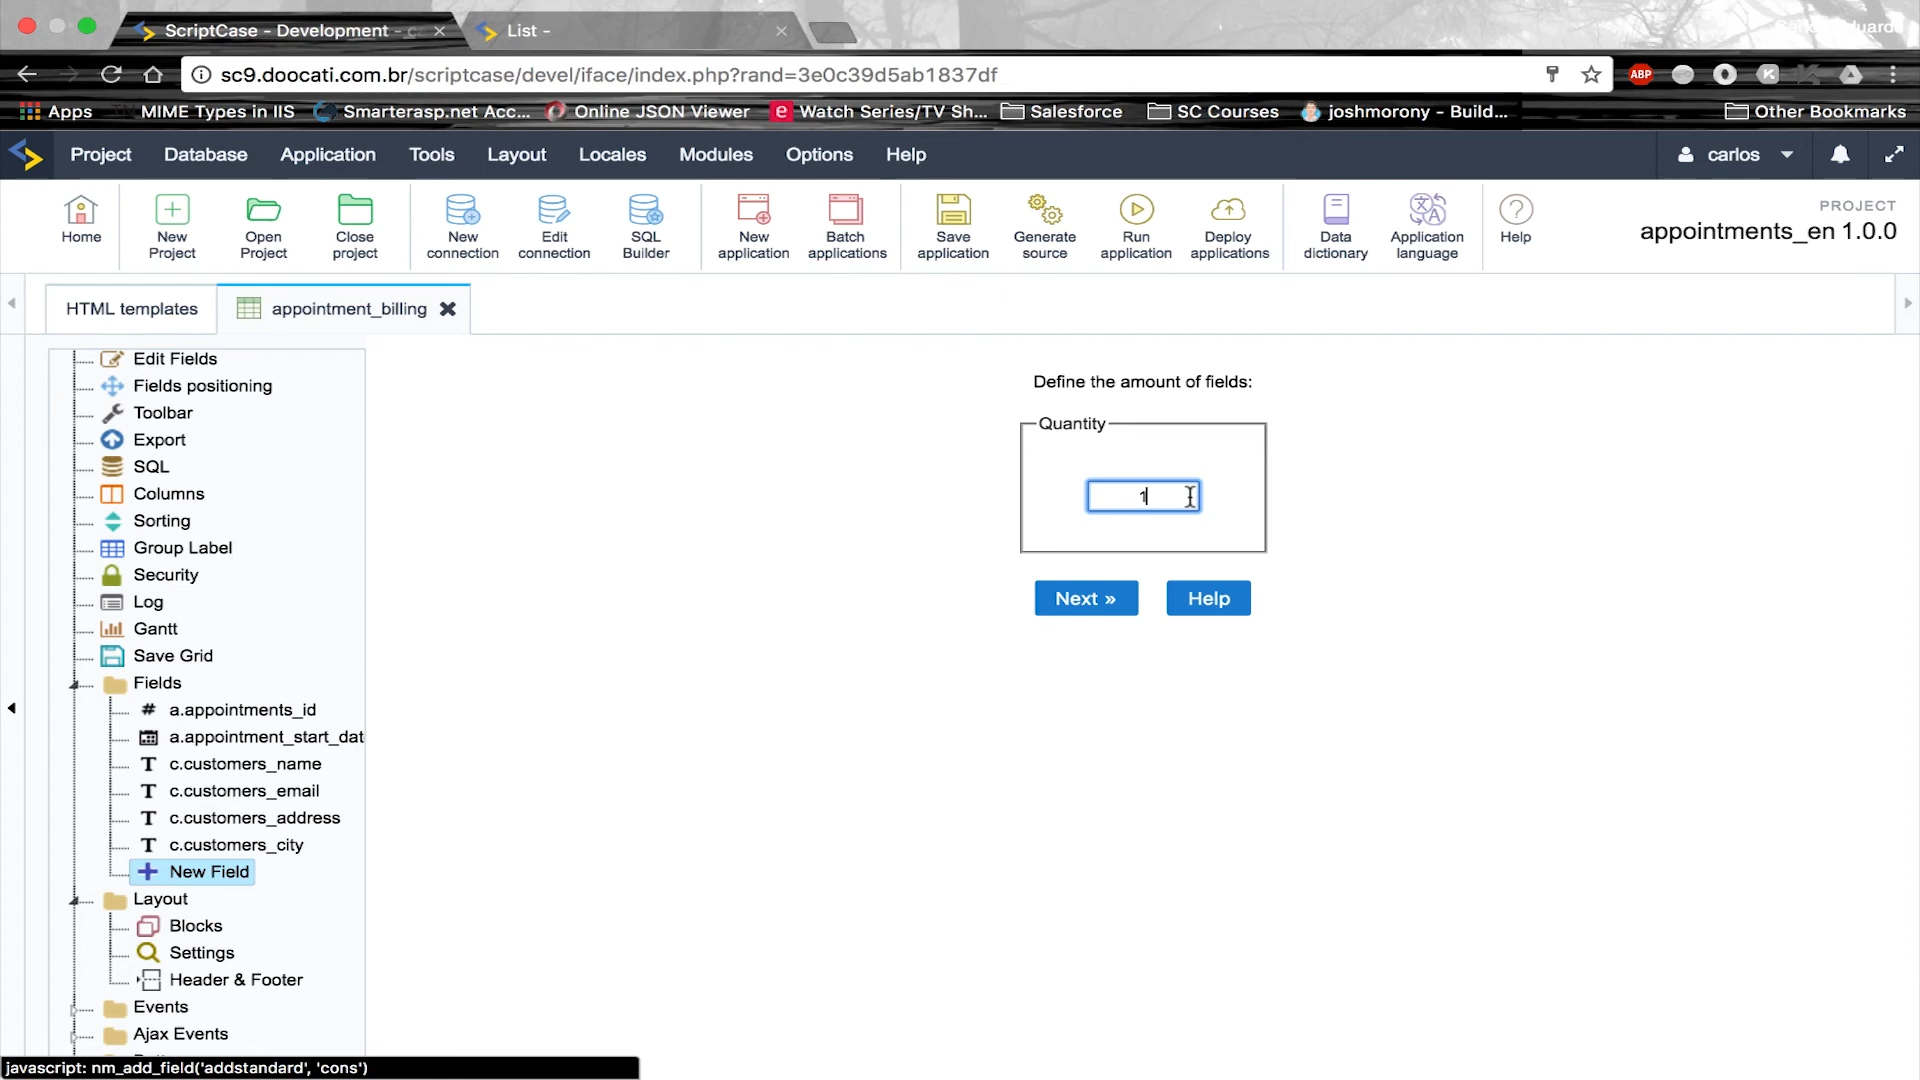 ScriptCase - Development - c
List -
sc9.doocati.com.br/scriptcase/devel/iface/index.php?rand=3e0c39d5ab1837df
ABP
Apps
MIME Types in IIS
Smarterasp.net Acc...
Online JSON Viewer
Watch Series/TV Sh...
Salesforce
SC Courses
joshmorony - Build...
Other Bookmarks
Project
Database
Application
Tools
Layout
Locales
Modules
Options
Help
carlos
Home
New Project
Open Project
Close project
New connection
Edit connection
SQL Builder
New application
Batch applications
Save application
Generate source
Run application
Deploy applications
Data dictionary
Application language
Help
PROJECT
appointments_en 1.0.0
HTML templates
appointment_billing
Edit Fields
Fields positioning
Toolbar
Export
SQL
Columns
Sorting
Group Label
Security
Log
Gantt
Save Grid
Fields
a.appointments_id
a.appointment_start_dat
c.customers_name
c.customers_email
c.customers_address
c.customers_city
New Field
Layout
Blocks
Settings
Header & Footer
Events
Ajax Events
Define the amount of fields:
Quantity
1
Next »
Help
javascript: nm_add_field('addstandard', 'cons')